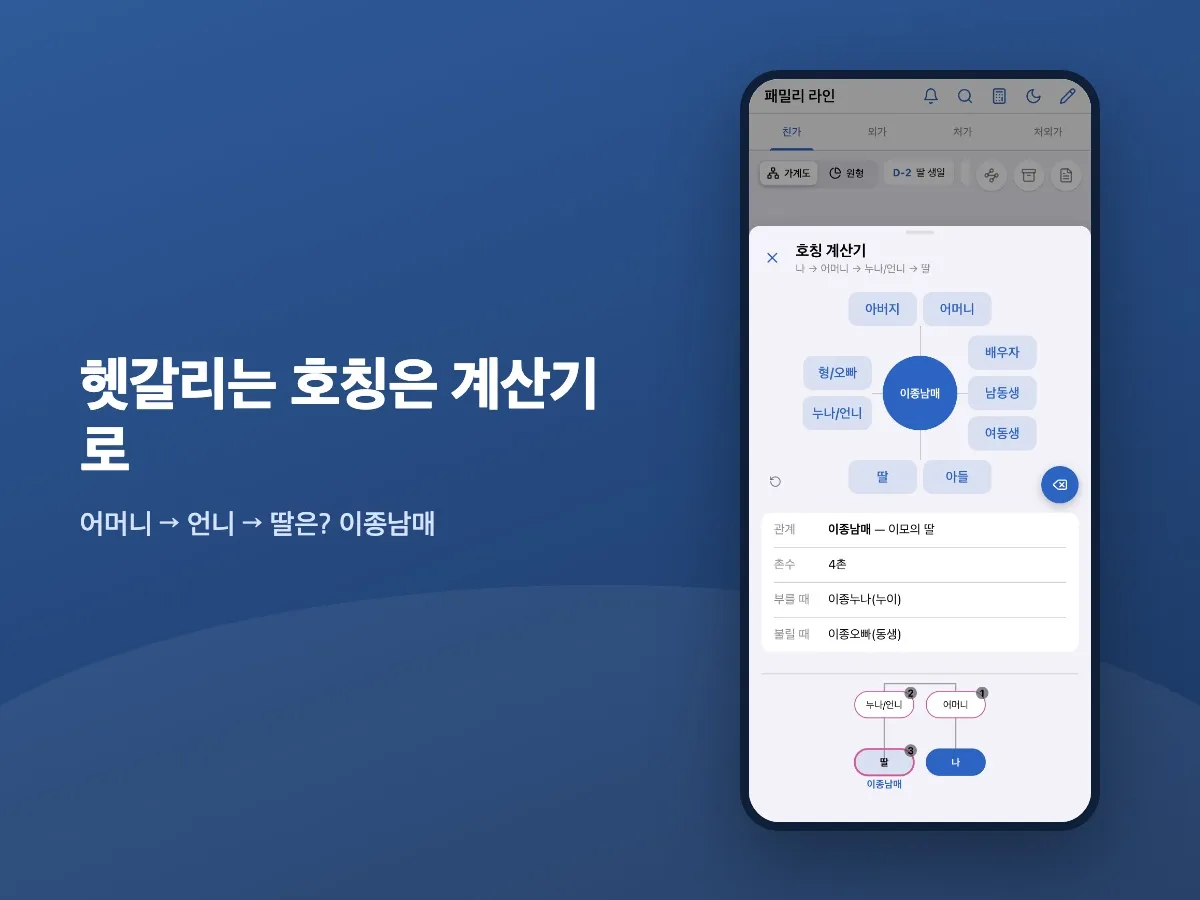 헷갈리는 호칭은 계산기
로
어머니 → 언니 → 딸은? 이종남매
패밀리 라인
친가 외가 처가 처외가
가계도 원형 D-2 딸 생일
호칭 계산기
나 → 어머니 → 누나/언니 → 딸
아버지 어머니
배우자
형/오빠
이종남매 남동생
누나/언니
여동생
딸 아들
관계 이종남매 — 이모의 딸
촌수 4촌
부를 때 이종누나(누이)
불릴 때 이종오빠(동생)
누나/언니 2 어머니 1
딸 3 나
이종남매